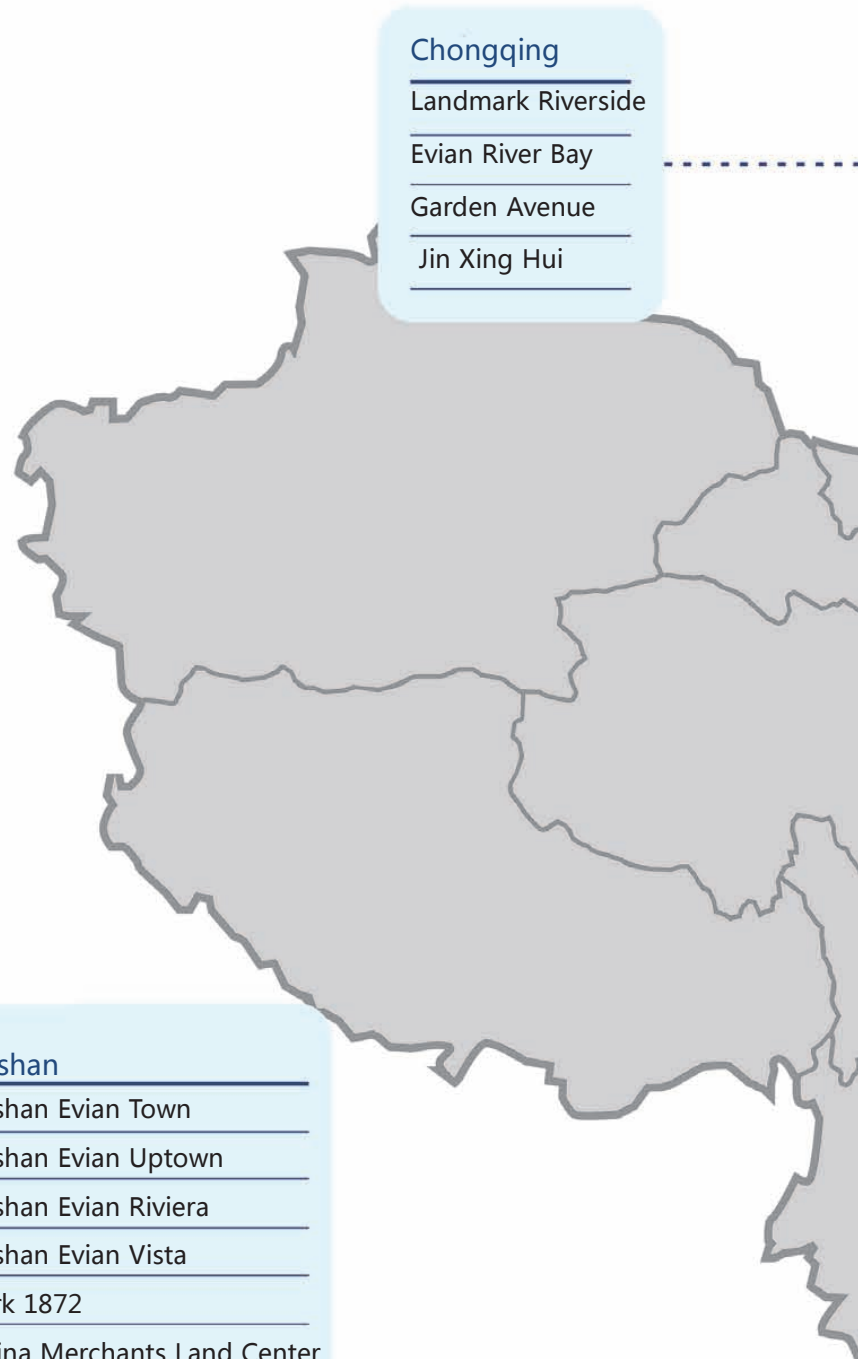 Chongqing
Landmark Riverside
Evian River Bay
Garden Avenue
Jin Xing Hui
shan
shan Evian Town
shan Evian Uptown
shan Evian Riviera
shan Evian Vista
rk 1872
ina Merchants Land Center